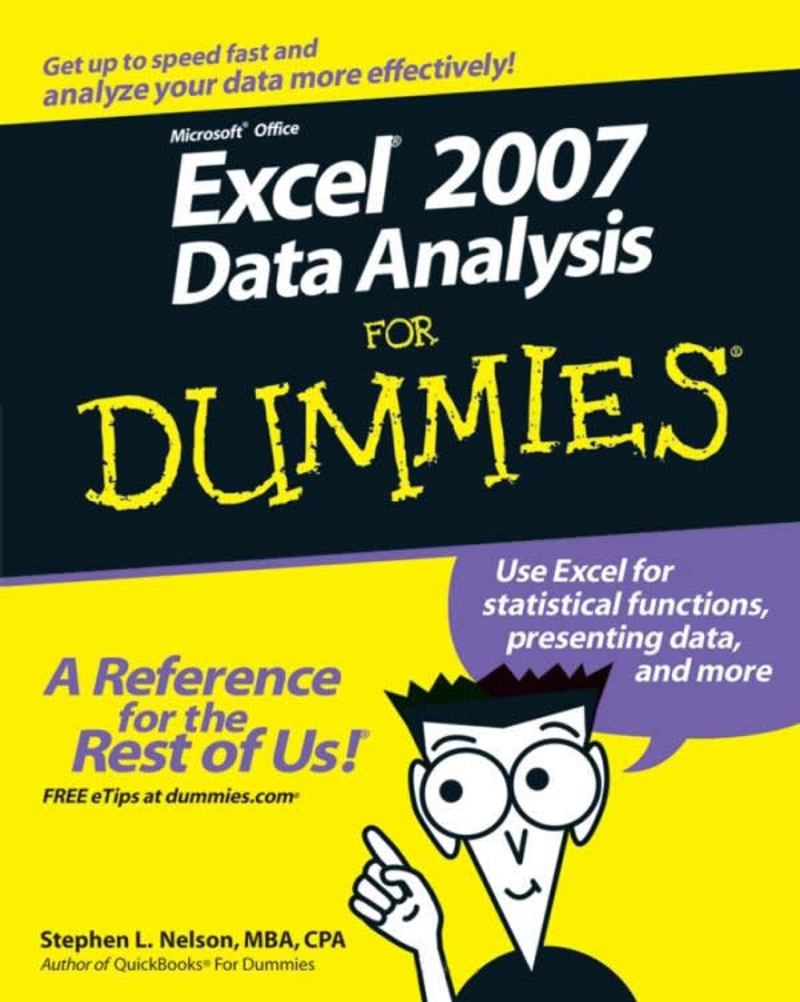 Get up to speed fast and
analyze your data more effectively!
Microsoft® Office
Excel® 2007
Data Analysis
FOR
DUMMIES®
Use Excel for
statistical functions,
presenting data,
and more
A Reference
for the
Rest of Us!®
FREE eTips at dummies.com®
Stephen L. Nelson, MBA, CPA
Author of QuickBooks® For Dummies